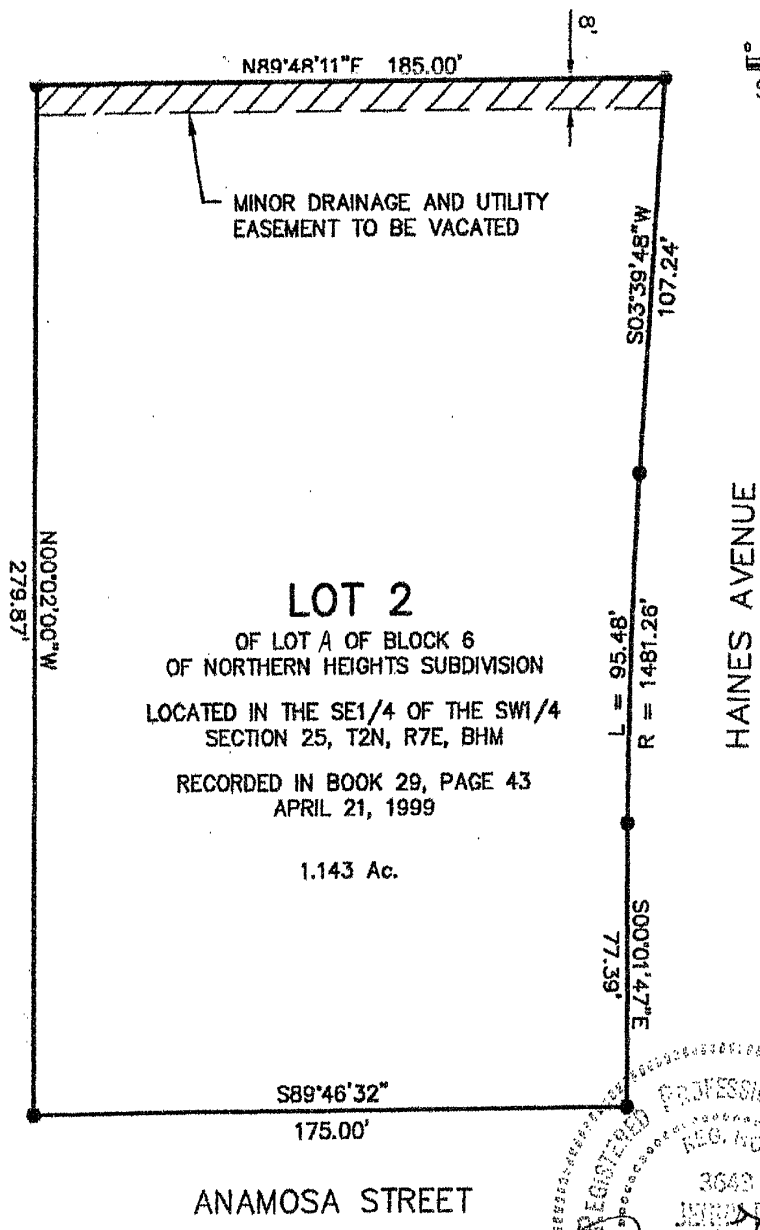 8'
N89°48'11"E 185.00'
MINOR DRAINAGE AND UTILITY
EASEMENT TO BE VACATED
S03°39'48"W
107.24'
HAINES AVENUE
N00°02'00"W
279.87'
LOT 2
OF LOT A OF BLOCK 6
OF NORTHERN HEIGHTS SUBDIVISION
LOCATED IN THE SE1/4 OF THE SW1/4
SECTION 25, T2N, R7E, BHM
RECORDED IN BOOK 29, PAGE 43
APRIL 21, 1999
1.143 Ac.
L = 95.48'
R = 1481.26'
S00°01'47"E
77.39'
S89°46'32"
175.00'
ANAMOSA STREET
REGISTERED
REG.
3649